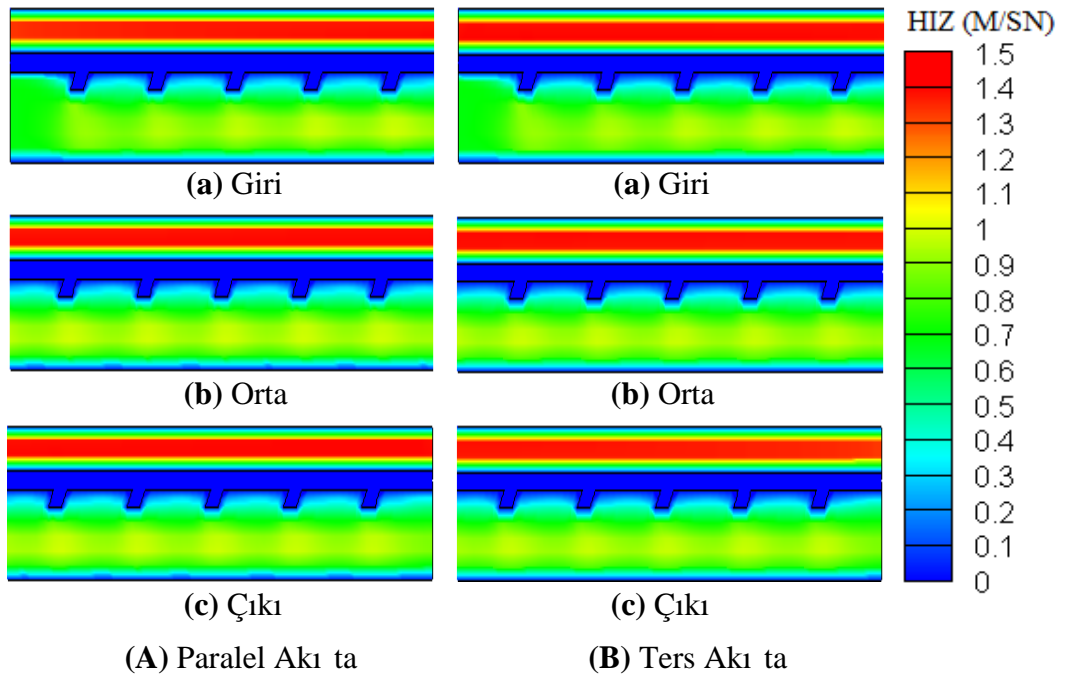 HIZ (M/SN)
1.5
1.4
1.3
1.2
1.1
1
0.9
0.8
0.7
0.6
0.5
0.4
0.3
0.2
0.1
0
(a) Giri
(a) Giri
(b) Orta
(b) Orta
(c) Çıkı
(c) Çıkı
(A) Paralel Akı ta
(B) Ters Akı ta